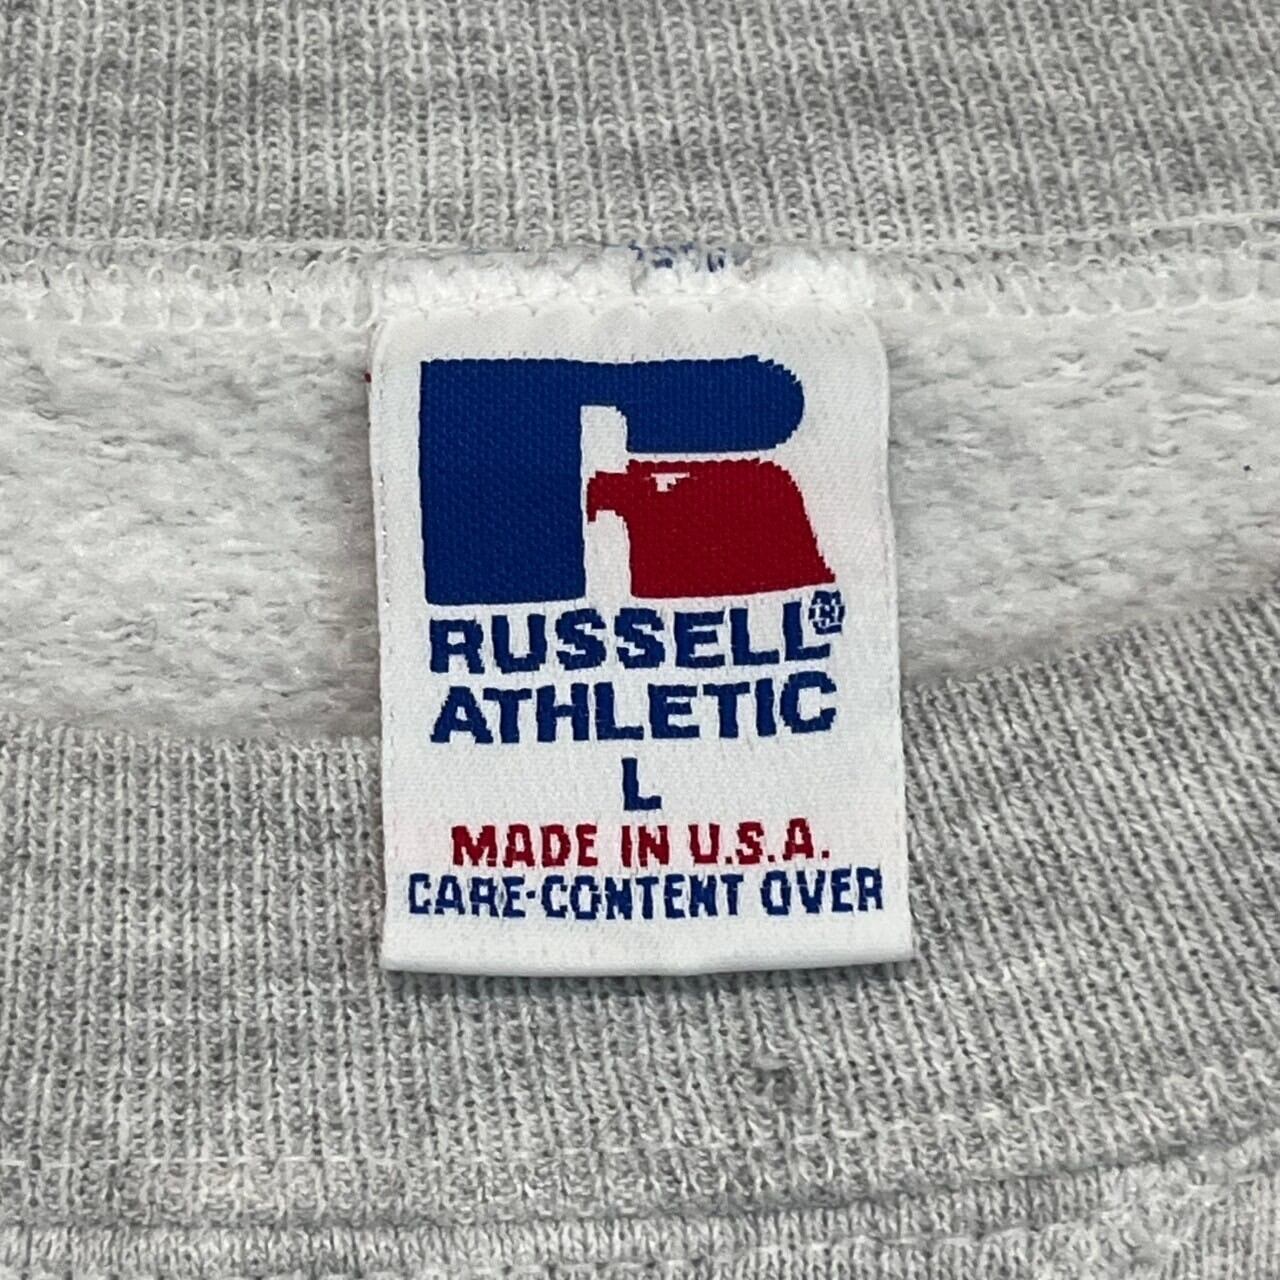 RUSSELL®
ATHLETIC
L
MADE IN U.S.A.
CARE-CONTENT OVER